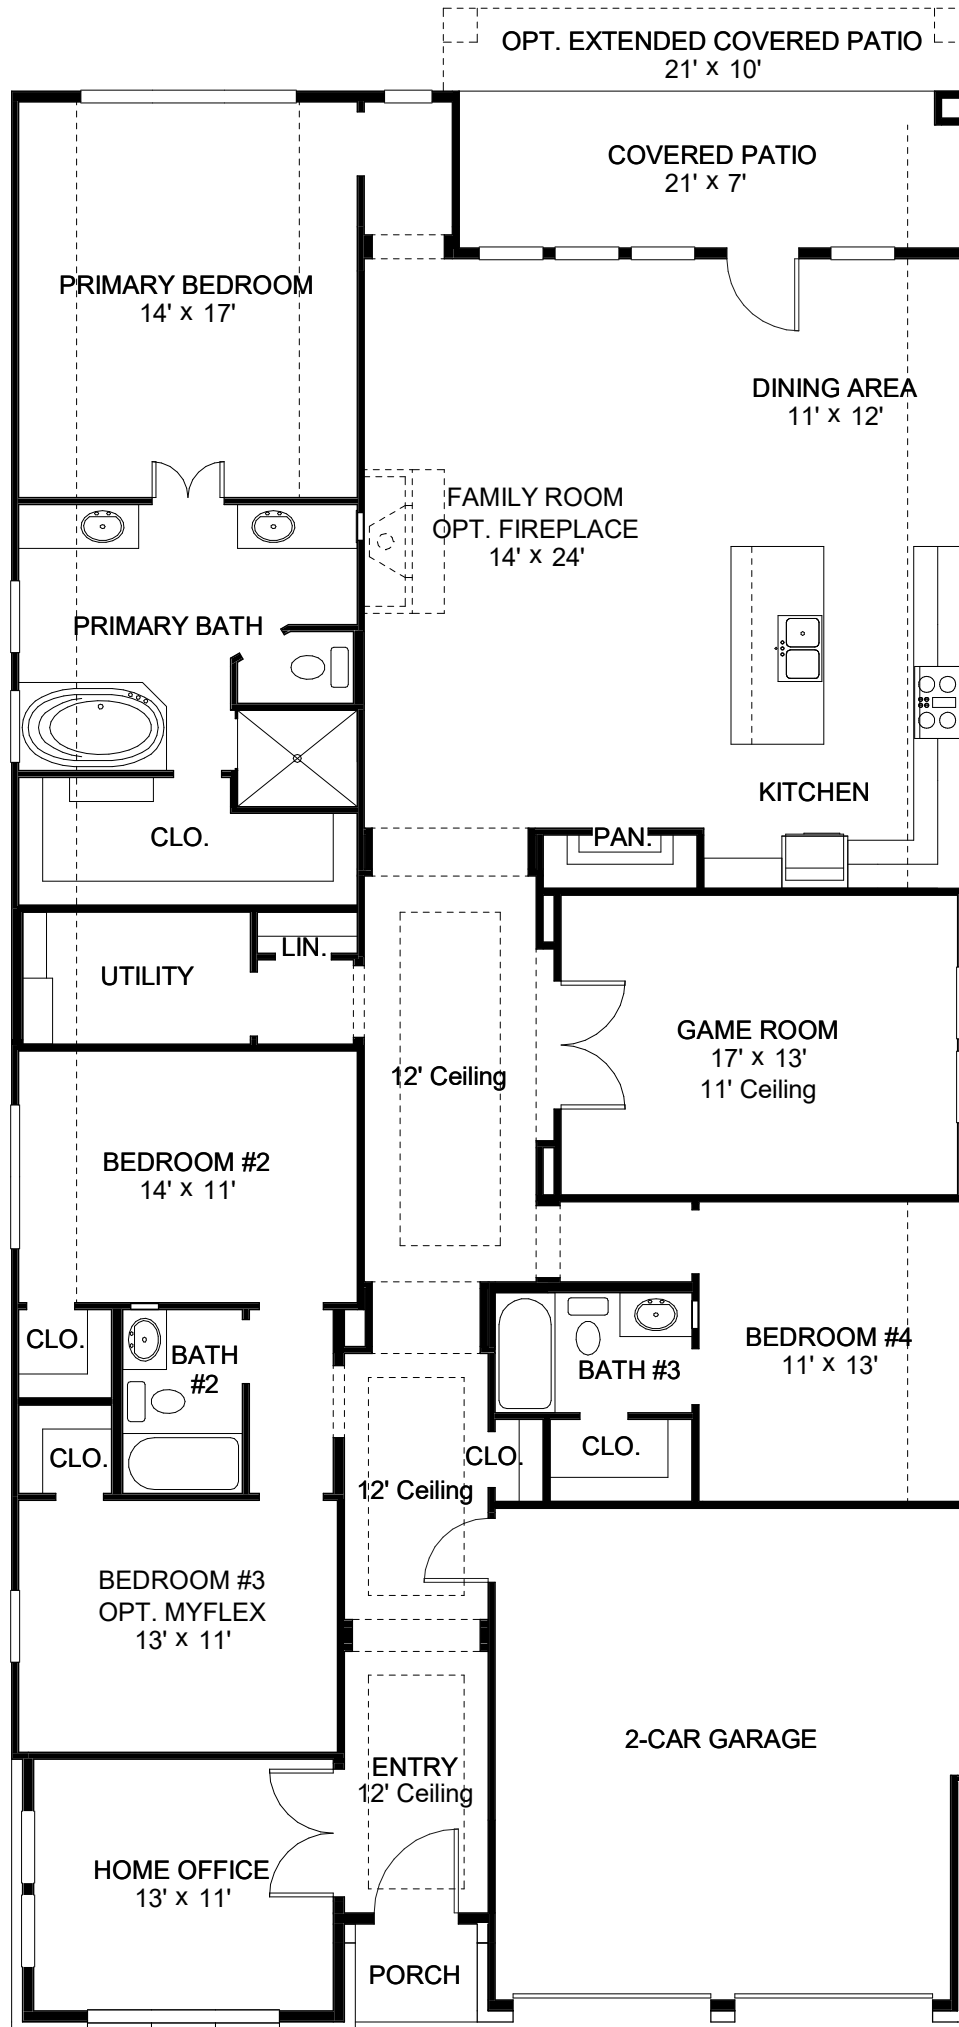 OPT. EXTENDED COVERED PATIO
21' x 10'
COVERED PATIO
21' x 7'
PRIMARY BEDROOM
14' x 17'
DINING AREA
11' x 12'
FAMILY ROOM
OPT. FIREPLACE
14' x 24'
PRIMARY BATH
KITCHEN
CLO.
PAN.
LIN.
UTILITY
GAME ROOM
17' x 13'
11' Ceiling
12' Ceiling
BEDROOM #2
14' x 11'
CLO.
BATH
#2
BATH #3
BEDROOM #4
11' x 13'
CLO.
CLO.
CLO.
12' Ceiling
BEDROOM #3
OPT. MYFLEX
13' x 11'
2-CAR GARAGE
ENTRY
12' Ceiling
HOME OFFICE
13' x 11'
PORCH